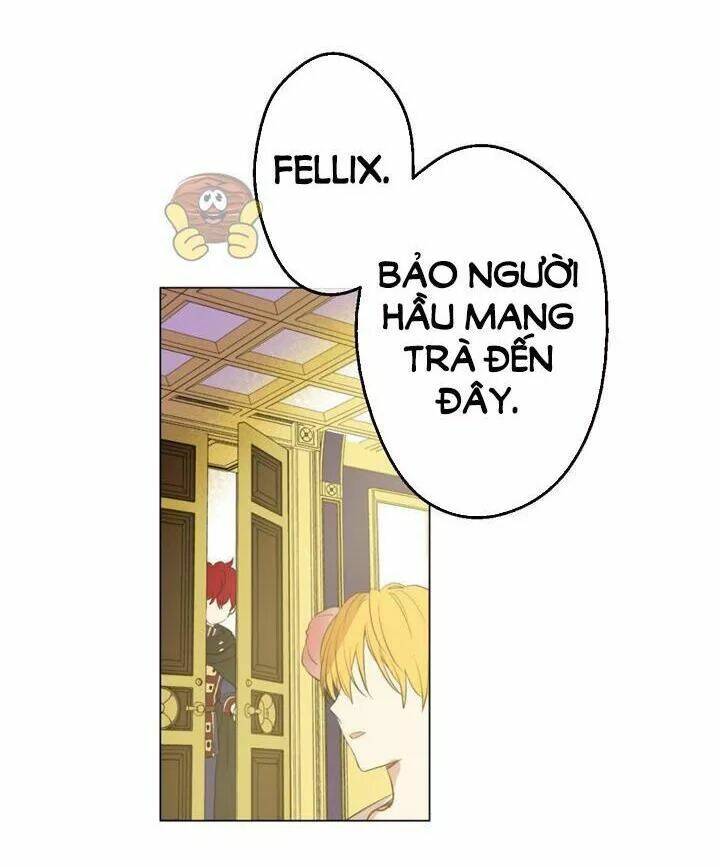 FELLIX.
BẢO NGƯỜI
HẦU MANG
TRÀ ĐẾN
ĐÂY.